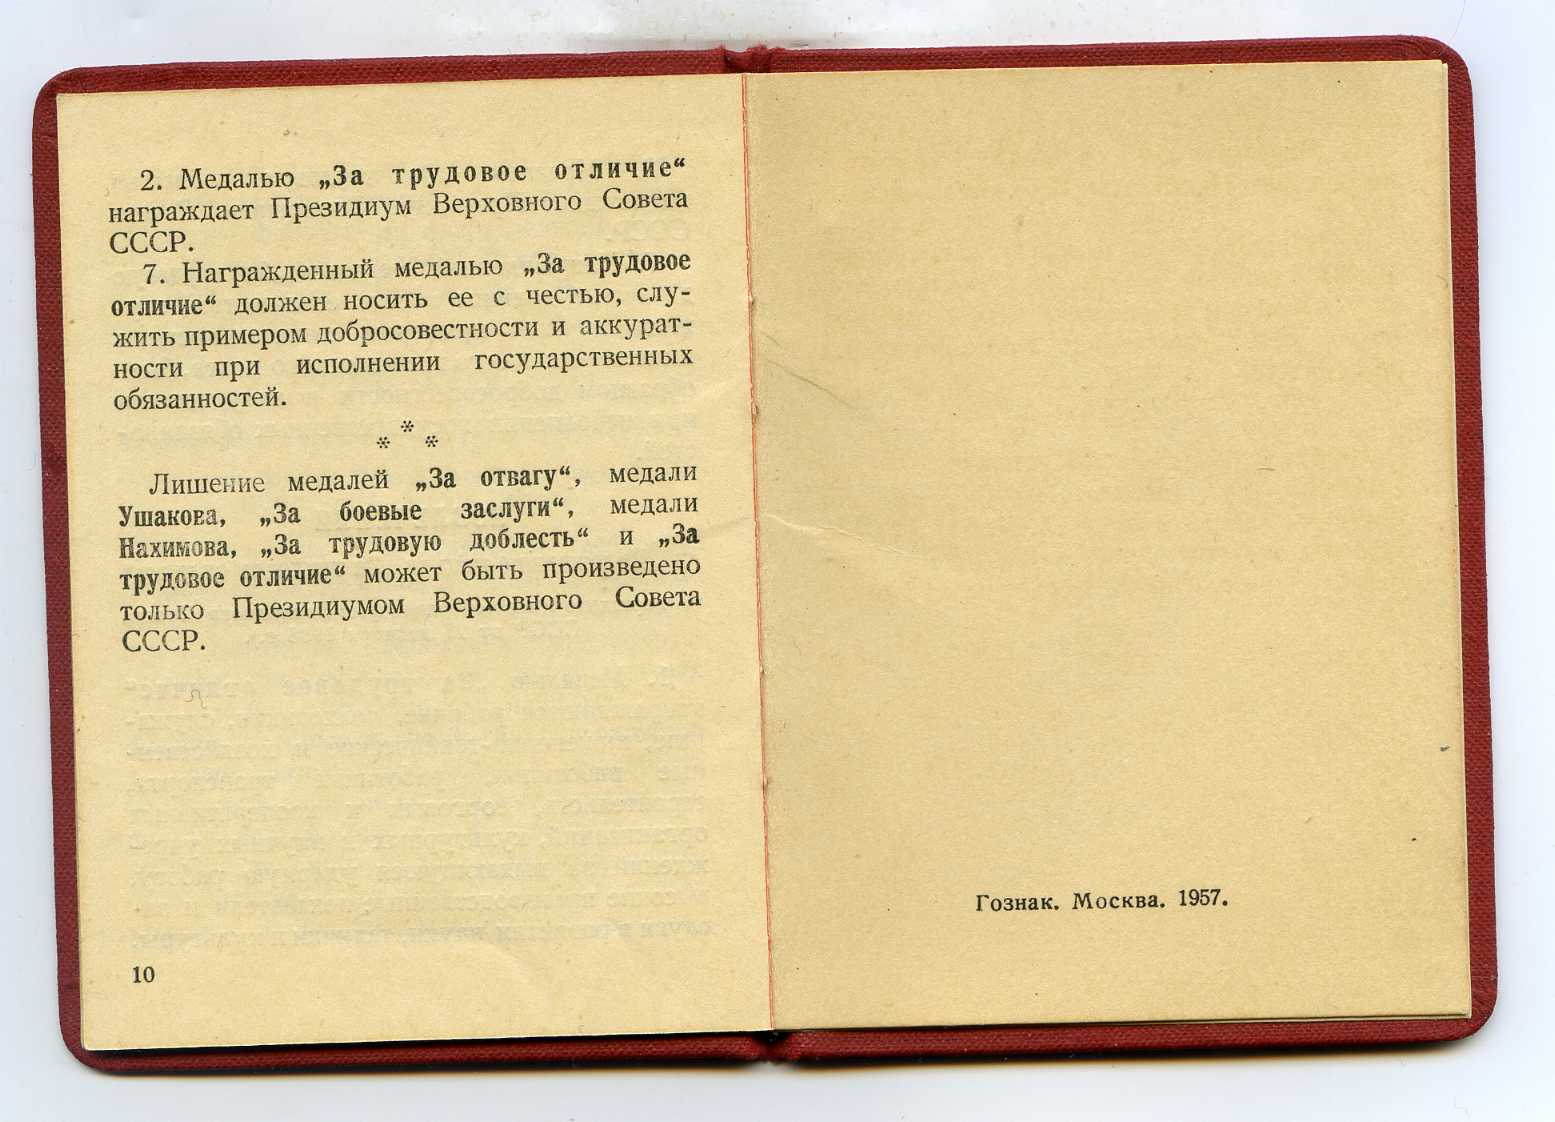 2. Медалью „За трудовое отличие“
награждает Президиум Верховного Совета
СССР.
7. Награжденный медалью „За трудовое
отличие“ должен носить ее с честью, слу-
жить примером добросовестности и аккурат-
ности при исполнении государственных
обязанностей.
*
* *
Лишение медалей „За отвагу“, медали
Ушакова, „За боевые заслуги“, медали
Нахимова, „За трудовую доблесть“ и „За
трудовое отличие“ может быть произведено
только Президиумом Верховного Совета
СССР.
10
Гознак. Москва. 1957.